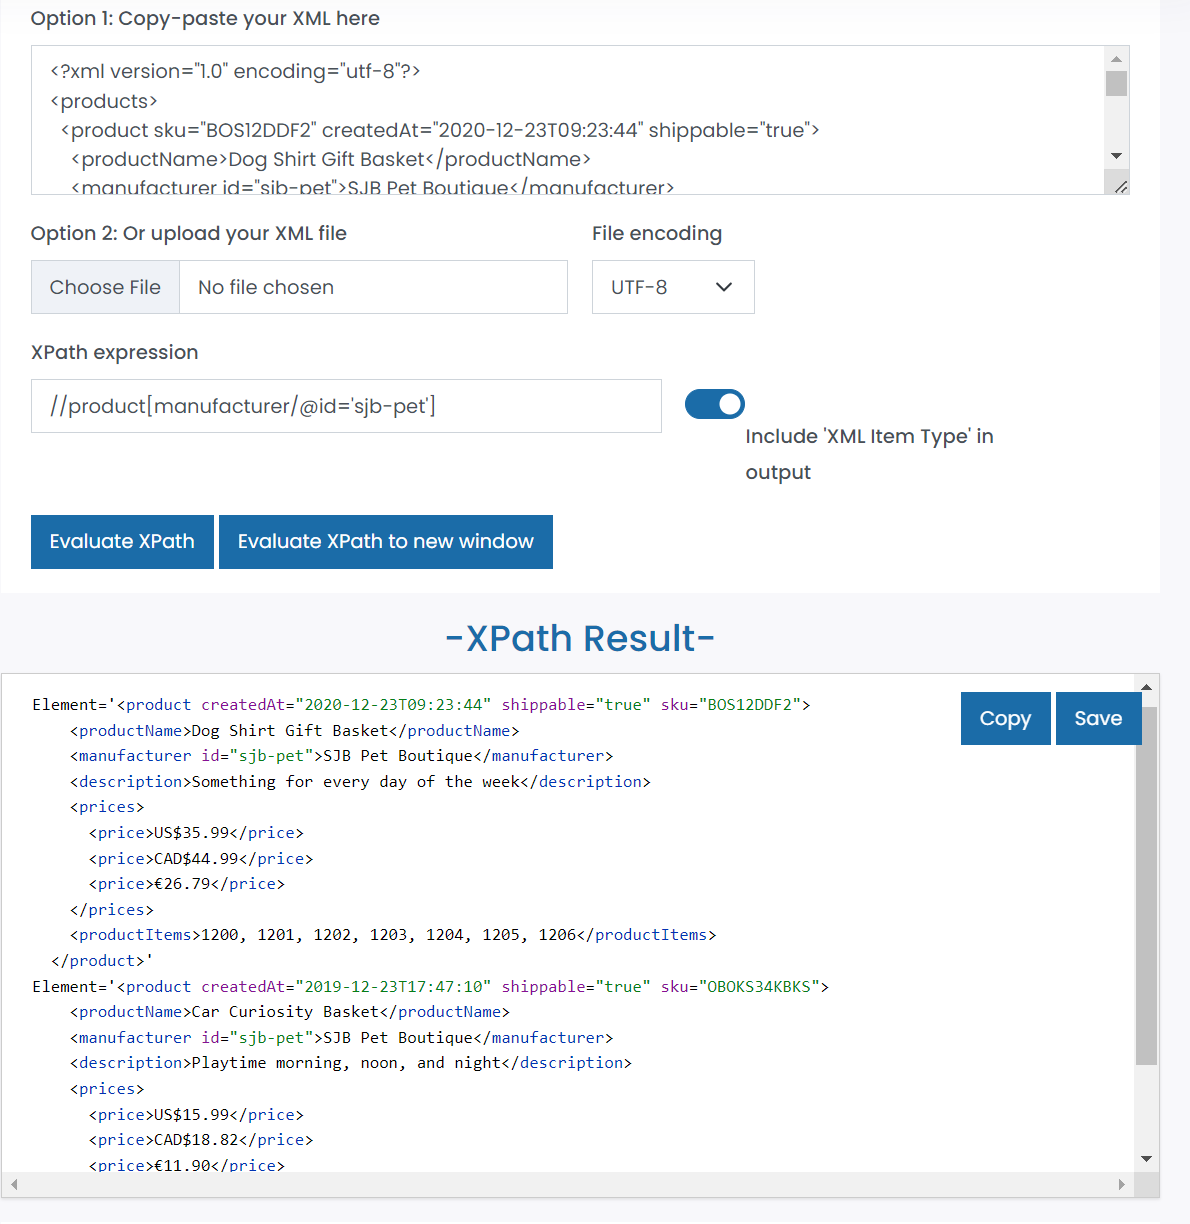 Option 1: Copy-paste your XML here
<?xml version="1.0" encoding="utf-8"?>
<products>
<product sku="BOS12DDF2" createdAt="2020-12-23T09:23:44" shippable="true">
<productName>Dog Shirt Gift Basket</productName>
<manufacturer id="sjb-pet">SJB Pet Boutique</manufacturer>
Option 2: Or upload your XML file
File encoding
Choose File
No file chosen
UTF-8
XPath expression
//product[manufacturer/@id='sjb-pet']
Include 'XML Item Type' in
output
Evaluate XPath
Evaluate XPath to new window
-XPath Result-
Copy
Save
Element='<product createdAt="2020-12-23T09:23:44" shippable="true" sku="BOS12DDF2">
<productName>Dog Shirt Gift Basket</productName>
<manufacturer id="sjb-pet">SJB Pet Boutique</manufacturer>
<description>Something for every day of the week</description>
<prices>
<price>US$35.99</price>
<price>CAD$44.99</price>
<price>€26.79</price>
</prices>
<productItems>1200, 1201, 1202, 1203, 1204, 1205, 1206</productItems>
</product>'
Element='<product createdAt="2019-12-23T17:47:10" shippable="true" sku="OBOKS34KBKS">
<productName>Car Curiosity Basket</productName>
<manufacturer id="sjb-pet">SJB Pet Boutique</manufacturer>
<description>Playtime morning, noon, and night</description>
<prices>
<price>US$15.99</price>
<price>CAD$18.82</price>
<price>€11.90</price>